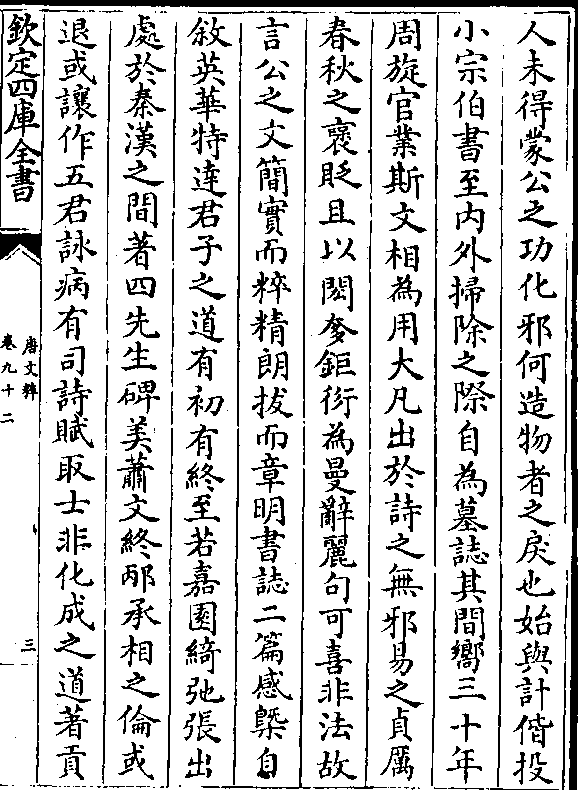 人未得蒙公之功化邪何造物者之戾也始與計偕投
小宗伯書至内外掃除之際自為墓誌其間嚮三十年
周旋官業斯文相為用大凡出於詩之無邪易之貞厲
春秋之襃貶且以閎奓鉅衍為曼辭麗句可喜非法故
言公之文簡實而粹精朗拔而章明書誌二篇感槩自
敘英華特達君子之道有初有終至若嘉園綺弛張出
處於秦漢之間著四先生碑美蕭文終邴丞相之倫或
退或讓作五君詠病有司詩賦取士非化成之道著貢
欽定四庫全書
唐文粹
卷九十二
三